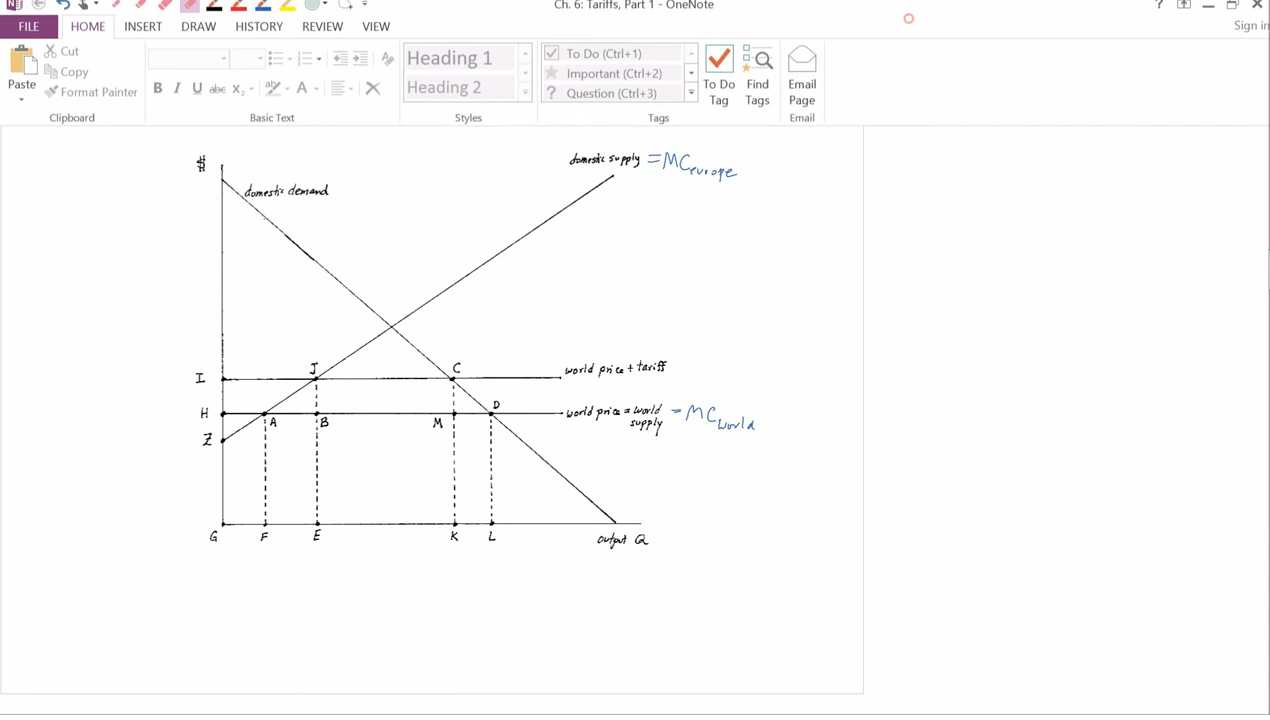 Ch. 6: Tariffs, Part 1 - OneNote
?
FILE HOME INSERT DRAW HISTORY REVIEW VIEW
Sign in
Paste
Cut
Copy
Format Painter
Clipboard
B I U abc X₂ A
Basic Text
Heading 1
Heading 2
Styles
To Do (Ctrl+1)
Important (Ctrl+2)
Question (Ctrl+3)
To Do
Tag
Find
Tags
Tags
Email
Page
Email
$
domestic demand
domestic supply = MCeurope
J C
I
world price + tariff
D
H
A B M
world price = world
supply
= MCworld
Z
G F E K L
output Q